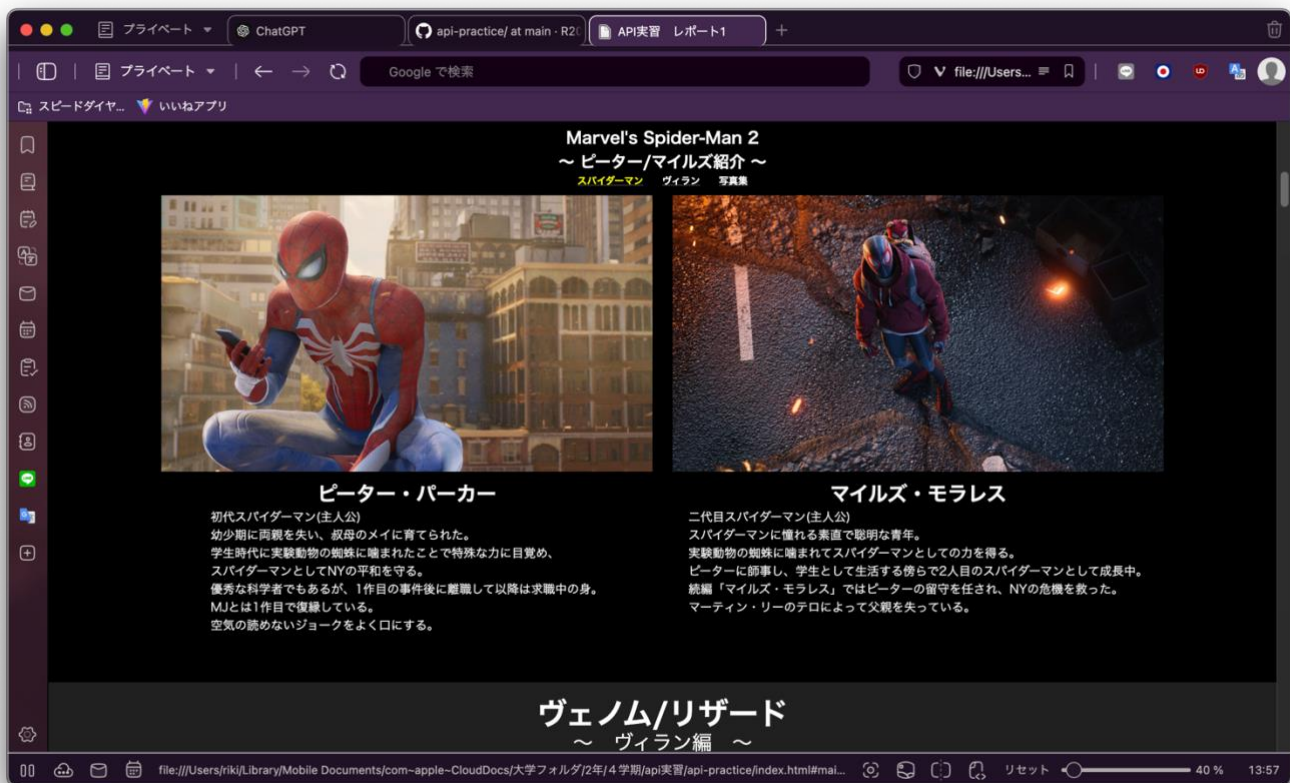 プライベート
ChatGPT
api-practice/ at main · R20
API実習 レポート1
プライベート
Google で検索
file:///Users...
スピードダイヤ...
いいねアプリ
Marvel's Spider-Man 2
～ ピーター/マイルズ紹介 ～
スパイダーマン ヴィラン 写真集
ピーター・パーカー
初代スパイダーマン(主人公)
幼少期に両親を失い、叔母のメイに育てられた。
学生時代に実験動物の蜘蛛に噛まれたことで特殊な力に目覚め、
スパイダーマンとしてNYの平和を守る。
優秀な科学者でもあるが、1作目の事件後に離職して以降は求職中の身。
MJとは1作目で復縁している。
空気の読めないジョークをよく口にする。
マイルズ・モラレス
二代目スパイダーマン(主人公)
スパイダーマンに憧れる素直で聡明な青年。
実験動物の蜘蛛に噛まれてスパイダーマンとしての力を得る。
ピーターに師事し、学生として生活する傍らで2人目のスパイダーマンとして成長中。
続編「マイルズ・モラレス」ではピーターの留守を任され、NYの危機を救った。
マーティン・リーのテロによって父親を失っている。
ヴェノム/リザード
～ ヴィラン編 ～
file:///Users/riki/Library/Mobile Documents/com~apple~CloudDocs/大学フォルダ/2年/４学期/api実習/api-practice/index.html#mai...
リセット
40 %
13:57